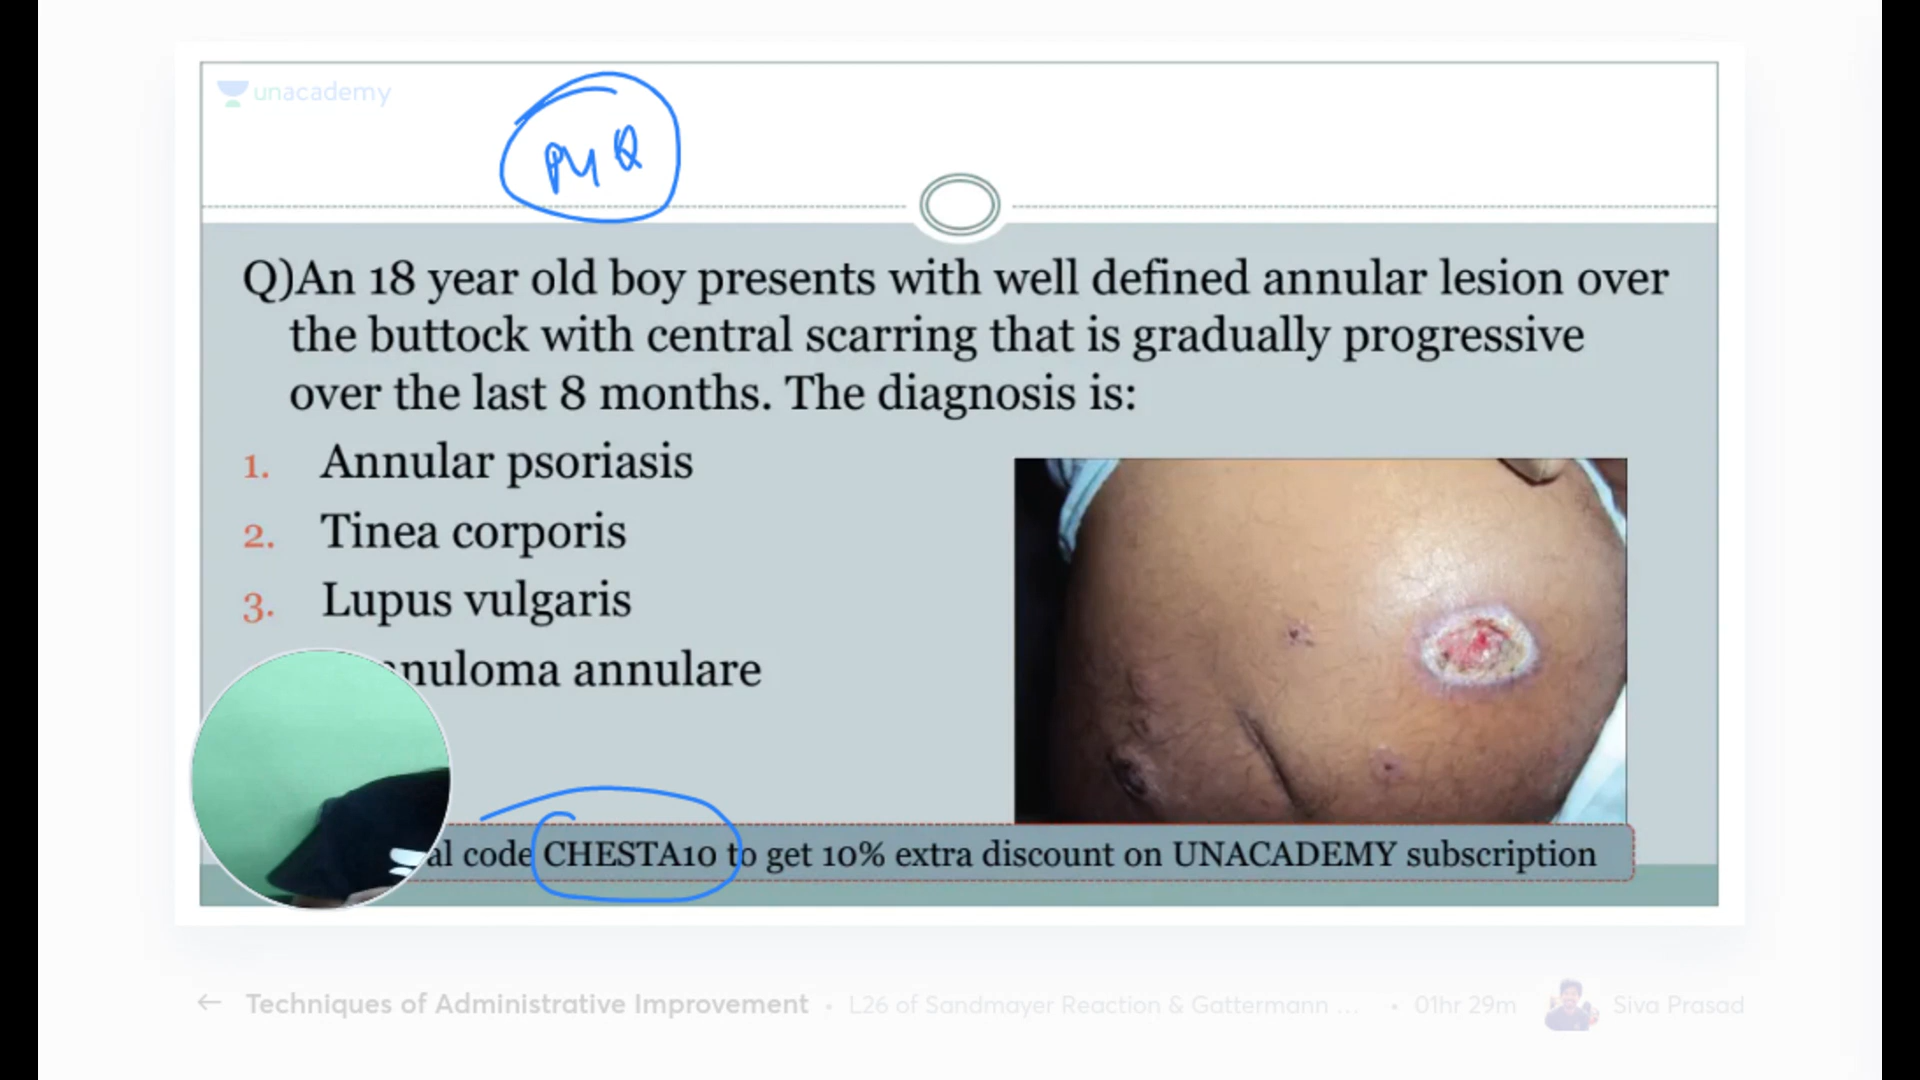 unacademy
PYQ
Q)An 18 year old boy presents with well defined annular lesion over
the buttock with central scarring that is gradually progressive
over the last 8 months. The diagnosis is:
1. Annular psoriasis
2. Tinea corporis
3. Lupus vulgaris
nuloma annulare
al code CHESTA10 to get 10% extra discount on UNACADEMY subscription
← Techniques of Administrative Improvement • L26 of Sandmayer Reaction & Gattermann ... • 01hr 29m Siva Prasad